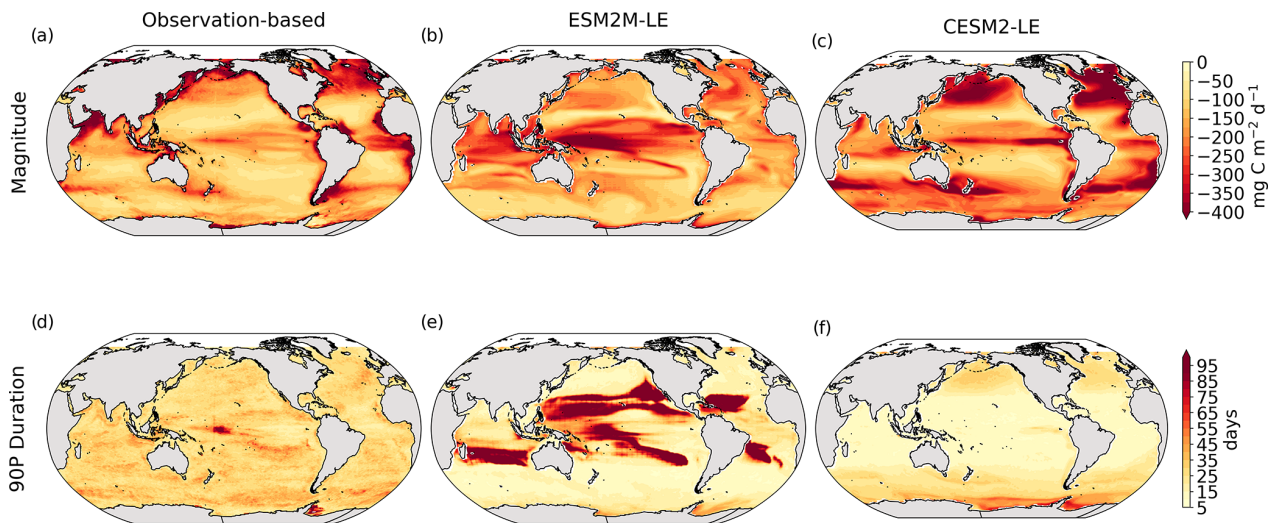 Observation-based
ESM2M-LE
CESM2-LE
(a)
(b)
(c)
Magnitude
0
−50
−100
−150
−200
−250
−300
−350
−400
mg C m−2 d−1
(d)
(e)
(f)
90P Duration
95
85
75
65
55
45
35
25
15
5
days